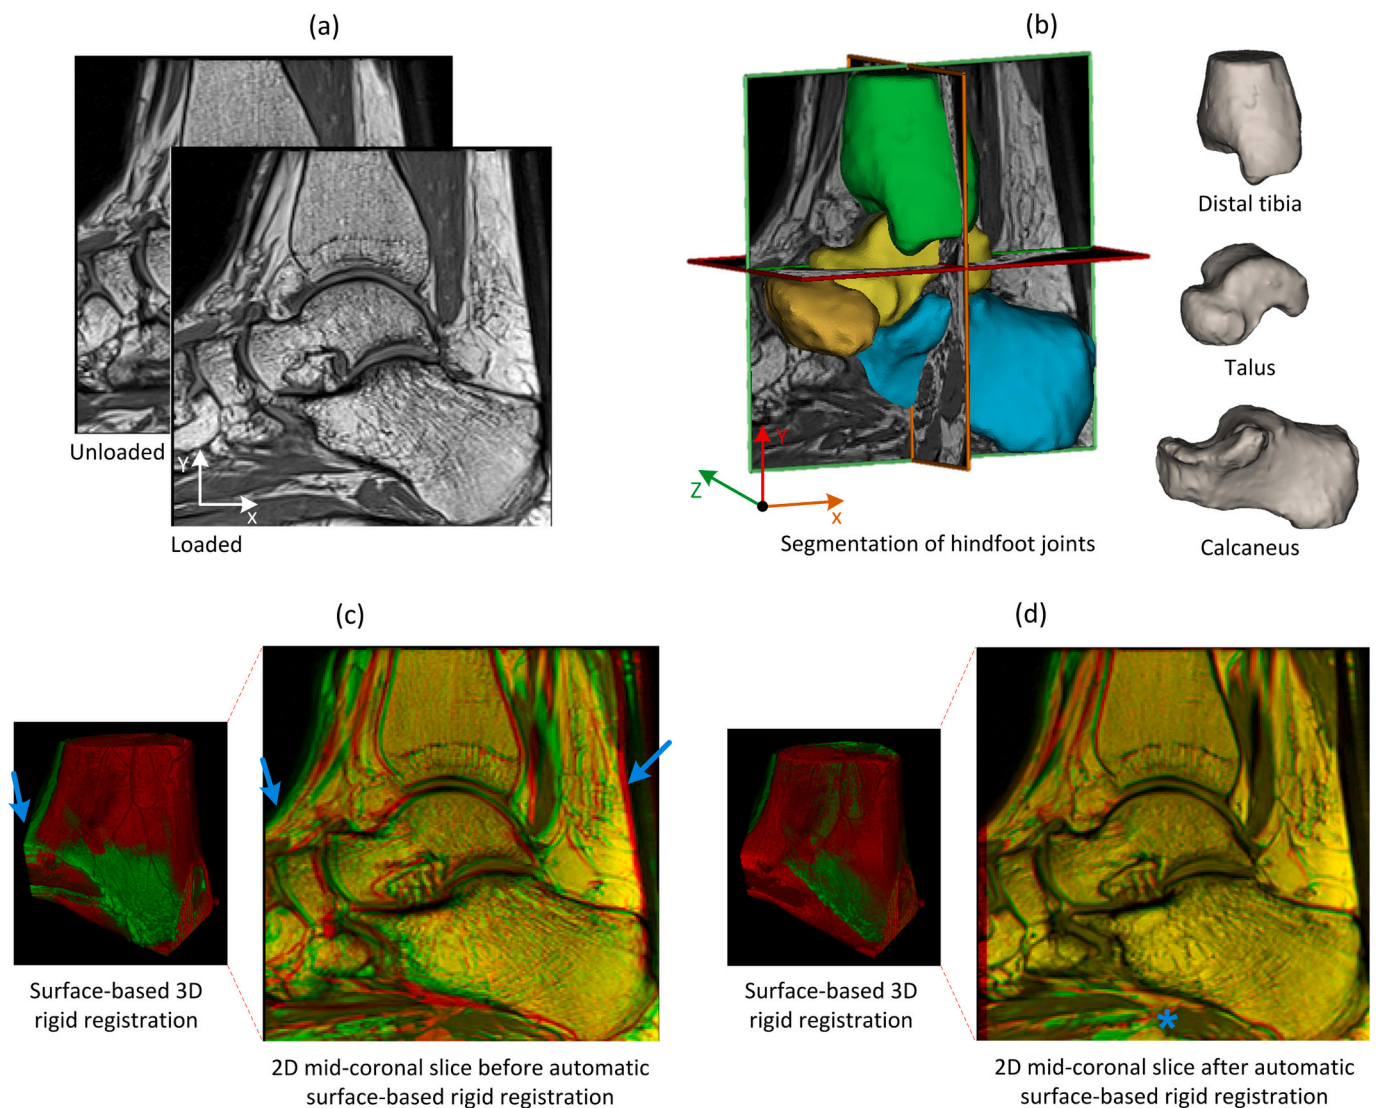 (a)
(b)
Unloaded
Y
x
Loaded
Y
Z
x
Segmentation of hindfoot joints
Distal tibia
Talus
Calcaneus
(c)
(d)
Surface-based 3D
rigid registration
2D mid-coronal slice before automatic
surface-based rigid registration
Surface-based 3D
rigid registration
*
2D mid-coronal slice after automatic
surface-based rigid registration